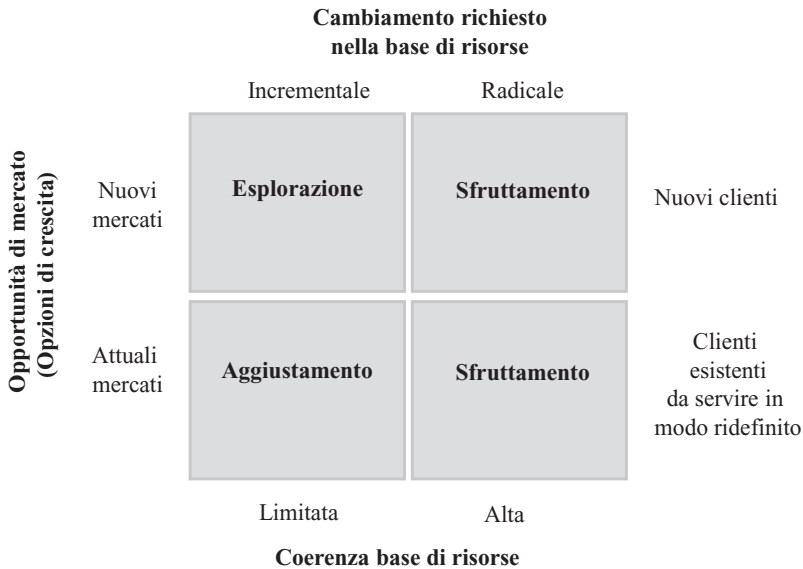 Cambiamento richiesto
nella base di risorse
Incrementale Radicale
Opportunità di mercato
(Opzioni di crescita)
Nuovi
mercati
Esplorazione
Sfruttamento
Nuovi clienti
Attuali
mercati
Aggiustamento
Sfruttamento
Clienti
esistenti
da servire in
modo ridefinito
Limitata Alta
Coerenza base di risorse